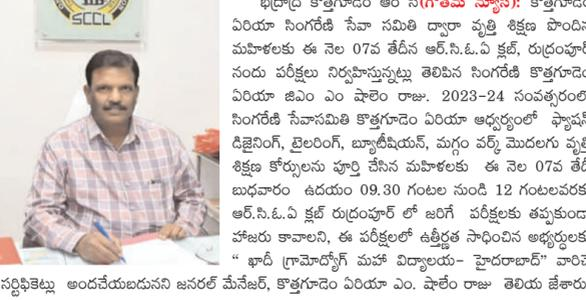 SCCL
భద్రాద్రి కొత్తగూడెం ఆర్ సి(గౌతమ్ న్యూస్): కొత్తగూడెం
ఏరియా సింగరేణి సేవా సమితి ద్వారా వృత్తి శిక్షణ పొందిన
మహిళలకు ఈ నెల 07వ తేదీన ఆర్.సి.ఓ.ఏ క్లబ్, రుద్రంపూర్
నందు పరీక్షలు నిర్వహిస్తున్నట్లు తెలిపిన సింగరేణి కొత్తగూడెం
ఏరియా జిఎం ఎం షాలెం రాజు. 2023-24 సంవత్సరంలో
సింగరేణి సేవాసమితి కొత్తగూడెం ఏరియా ఆధ్వర్యంలో ఫ్యాషన్
డిజైనింగ్, టైలరింగ్, బ్యూటీషియన్, మగ్గం వర్క్ మొదలగు వృత్తి
శిక్షణ కోర్సులను పూర్తి చేసిన మహిళలకు ఈ నెల 07వ తేదీ
బుధవారం ఉదయం 09.30 గంటల నుండి 12 గంటలవరకు
ఆర్.సి.ఓ.ఏ క్లబ్ రుద్రంపూర్ లో జరిగే పరీక్షలకు తప్పకుండా
హాజరు కావాలని, ఈ పరీక్షలలో ఉత్తీర్ణత సాధించిన అభ్యర్థులకు
“ ఖాదీ గ్రామోద్యోగ్ మహా విద్యాలయ- హైదరాబాద్” వారిచే
సర్టిఫికెట్లు అందచేయబడునని జనరల్ మేనేజర్, కొత్తగూడెం ఏరియా ఎం. షాలెం రాజు తెలియ జేశారు.